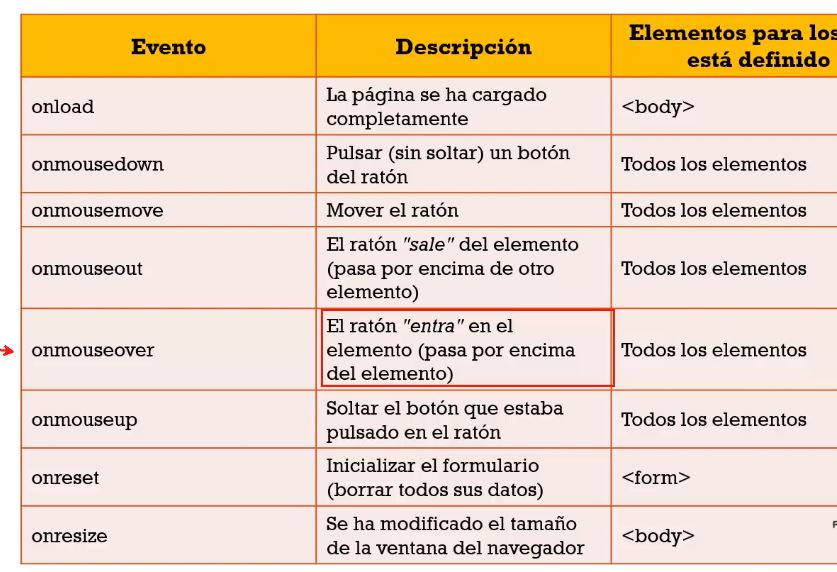 Evento
Descripción
Elementos para los
está definido
onload
La página se ha cargado
completamente
<body>
onmousedown
Pulsar (sin soltar) un botón
del ratón
Todos los elementos
onmousemove
Mover el ratón
Todos los elementos
onmouseout
El ratón "sale" del elemento
(pasa por encima de otro
elemento)
Todos los elementos
onmouseover
El ratón "entra" en el
elemento (pasa por encima
del elemento)
Todos los elementos
onmouseup
Soltar el botón que estaba
pulsado en el ratón
Todos los elementos
onreset
Inicializar el formulario
(borrar todos sus datos)
<form>
onresize
Se ha modificado el tamaño
de la ventana del navegador
<body>